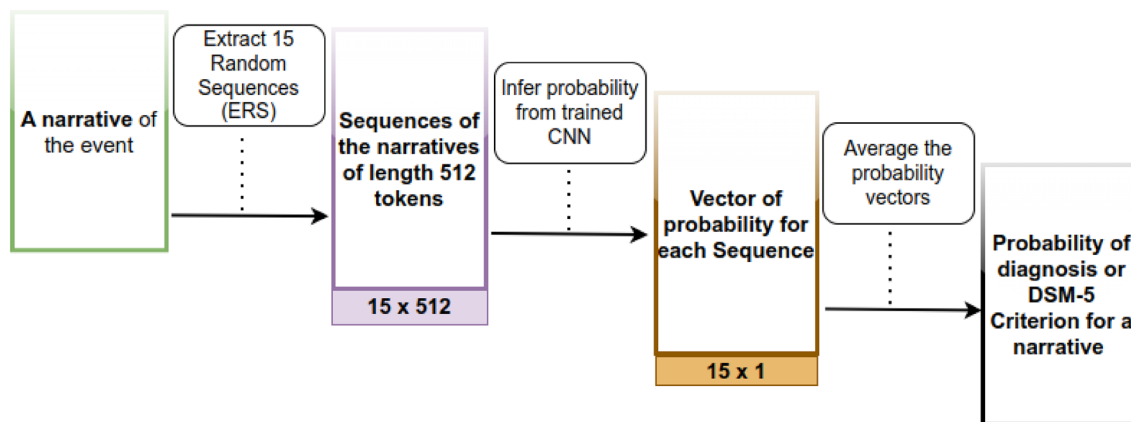 A narrative of
the event
Extract 15
Random
Sequences
(ERS)
Sequences of
the narratives
of length 512
tokens
15 x 512
Infer probability
from trained
CNN
Vector of
probability for
each Sequence
15 x 1
Average the
probability
vectors
Probability of
diagnosis or
DSM-5
Criterion for a
narrative